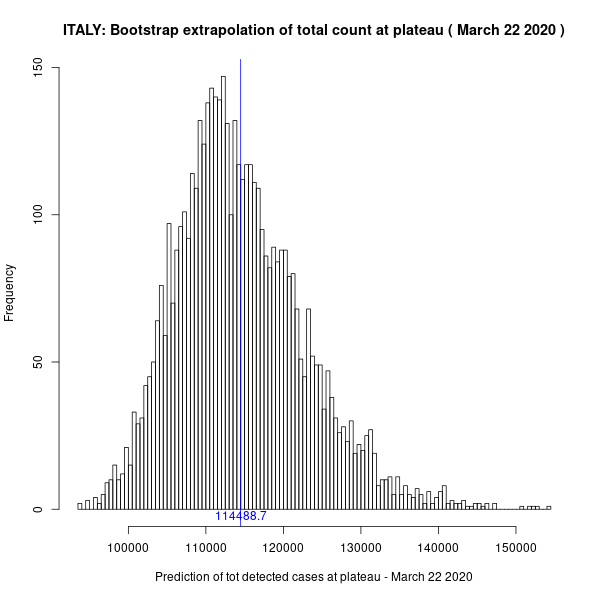 ITALY: Bootstrap extrapolation of total count at plateau ( March 22 2020 )
150
100
50
0
Frequency
114488.7
100000 110000 120000 130000 140000 150000
Prediction of tot detected cases at plateau - March 22 2020